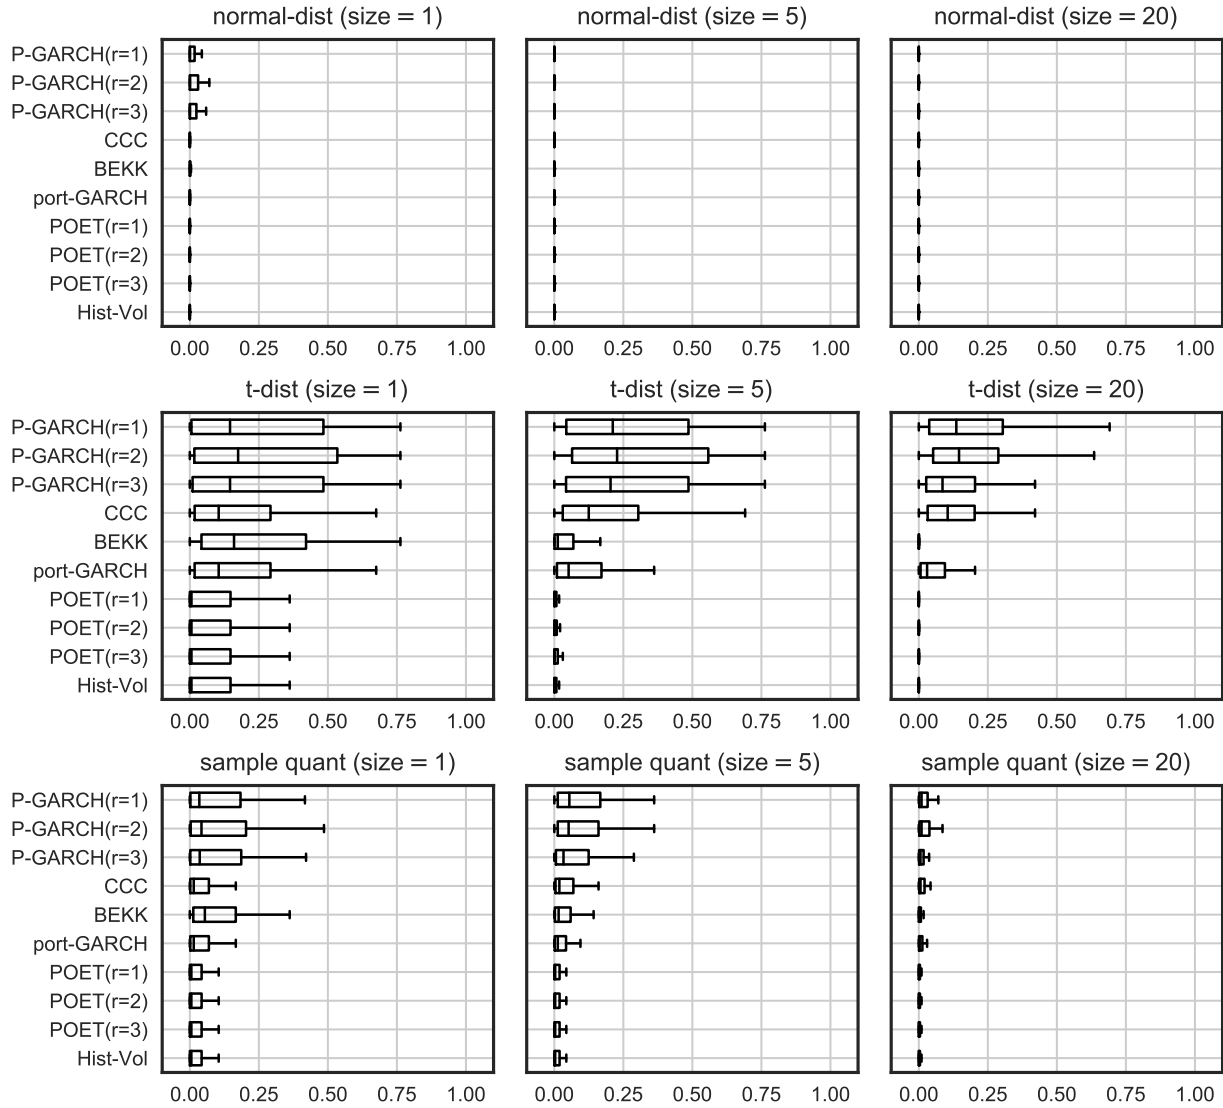 normal-dist (size = 1) normal-dist (size = 5) normal-dist (size = 20)
P-GARCH(r=1)
P-GARCH(r=2)
P-GARCH(r=3)
CCC
BEKK
port-GARCH
POET(r=1)
POET(r=2)
POET(r=3)
Hist-Vol
0.00 0.25 0.50 0.75 1.00 0.00 0.25 0.50 0.75 1.00 0.00 0.25 0.50 0.75 1.00
t-dist (size = 1) t-dist (size = 5) t-dist (size = 20)
P-GARCH(r=1)
P-GARCH(r=2)
P-GARCH(r=3)
CCC
BEKK
port-GARCH
POET(r=1)
POET(r=2)
POET(r=3)
Hist-Vol
0.00 0.25 0.50 0.75 1.00 0.00 0.25 0.50 0.75 1.00 0.00 0.25 0.50 0.75 1.00
sample quant (size = 1) sample quant (size = 5) sample quant (size = 20)
P-GARCH(r=1)
P-GARCH(r=2)
P-GARCH(r=3)
CCC
BEKK
port-GARCH
POET(r=1)
POET(r=2)
POET(r=3)
Hist-Vol
0.00 0.25 0.50 0.75 1.00 0.00 0.25 0.50 0.75 1.00 0.00 0.25 0.50 0.75 1.00